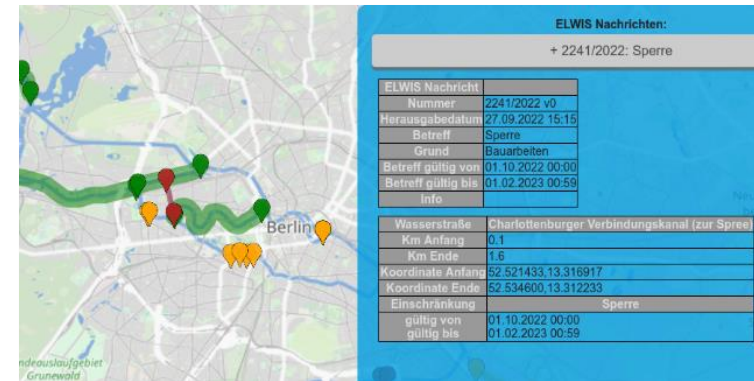 ELWIS Nachrichten:
+ 2241/2022: Sperre
ELWIS Nachricht
Nummer 2241/2022 v0
Herausgabedatum 27.09.2022 15:15
Betreff Sperre
Grund Bauarbeiten
Betreff gültig von 01.10.2022 00:00
Betreff gültig bis 01.02.2023 00:59
Info
Wasserstraße Charlottenburger Verbindungskanal (zur Spree)
Km Anfang 0.1
Km Ende 1.6
Koordinate Anfang 52.521433,13.316917
Koordinate Ende 52.534600,13.312233
Einschränkung Sperre
gültig von 01.10.2022 00:00
gültig bis 01.02.2023 00:59
Berlin
Grunewald